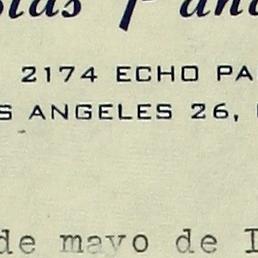 2174 ECHO PA
S ANGELES 26,
de mayo de